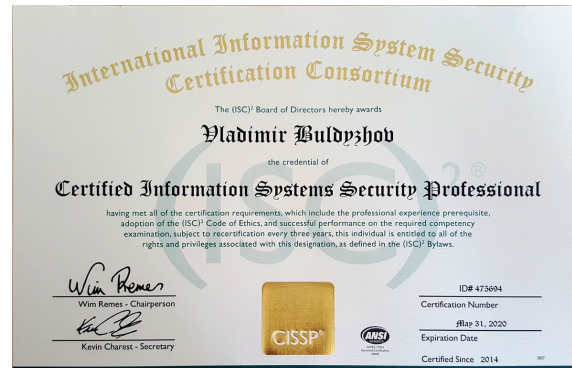 International Information System Security
Certification Consortium
The (ISC)² Board of Directors hereby awards
Vladimir Buldyzhov
the credential of
(ISC)²®
Certified Information Systems Security Professional
having met all of the certification requirements, which include the professional experience prerequisite,
adoption of the (ISC)² Code of Ethics, and successful performance on the required competency
examination, subject to recertification every three years, this individual is entitled to all of the
rights and privileges associated with this designation, as defined in the (ISC)² Bylaws.
Wim Remes
Wim Remes - Chairperson
Kevin Charest - Secretary
CISSP®
ANSI
ID# 475604
Certification Number
May 31, 2020
Expiration Date
Certified Since 2014